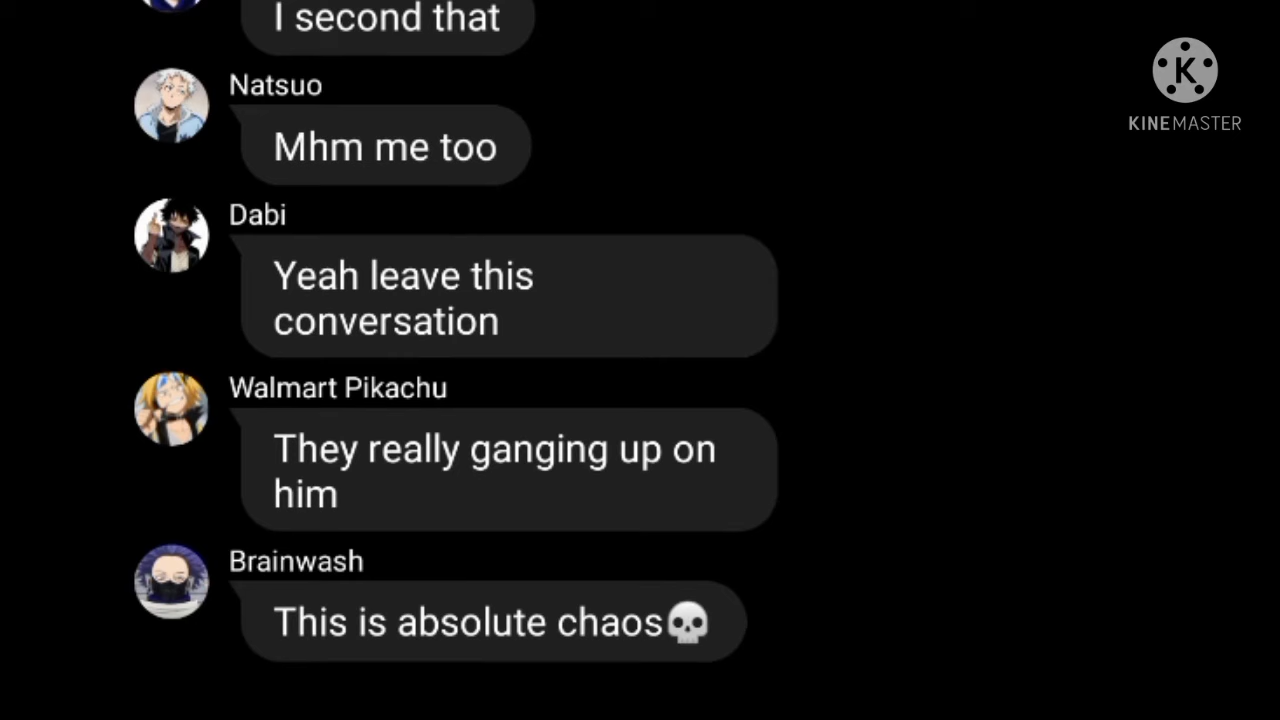 I second that
Natsuo
Mhm me too
Dabi
Yeah leave this
conversation
Walmart Pikachu
They really ganging up on
him
Brainwash
This is absolute chaos💀
K
KINEMASTER